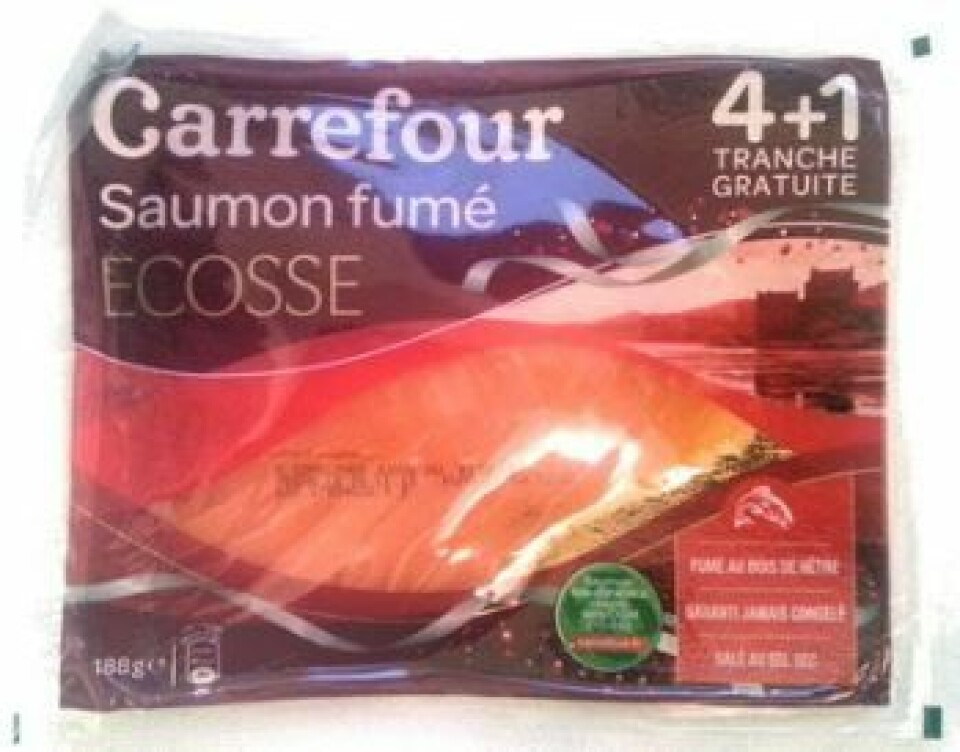 Carrefour
Saumon fumé
ECOSSE
4+1
TRANCHE
GRATUITE
FUMÉ AU BOIS DE HÊTRE
GARANTI JAMAIS CONGELÉ
SALÉ AU SEL SEC
188g